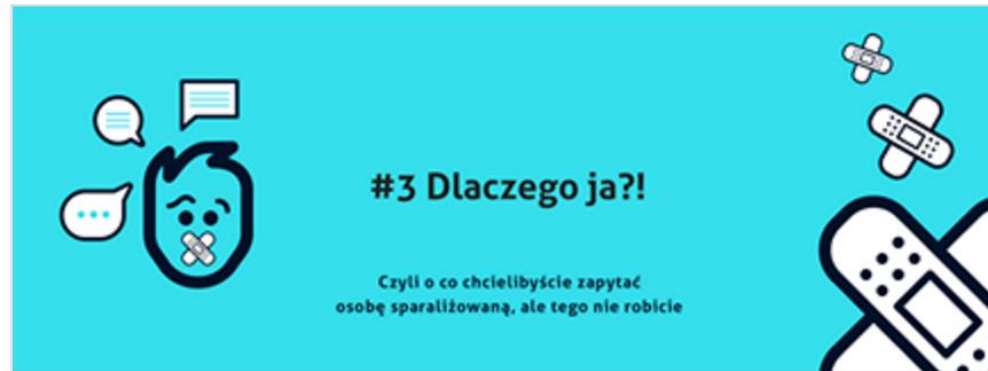 #3 Dlaczego ja?!
Czyli o co chcielibyście zapytać
osobę sparaliżowaną, ale tego nie robicie